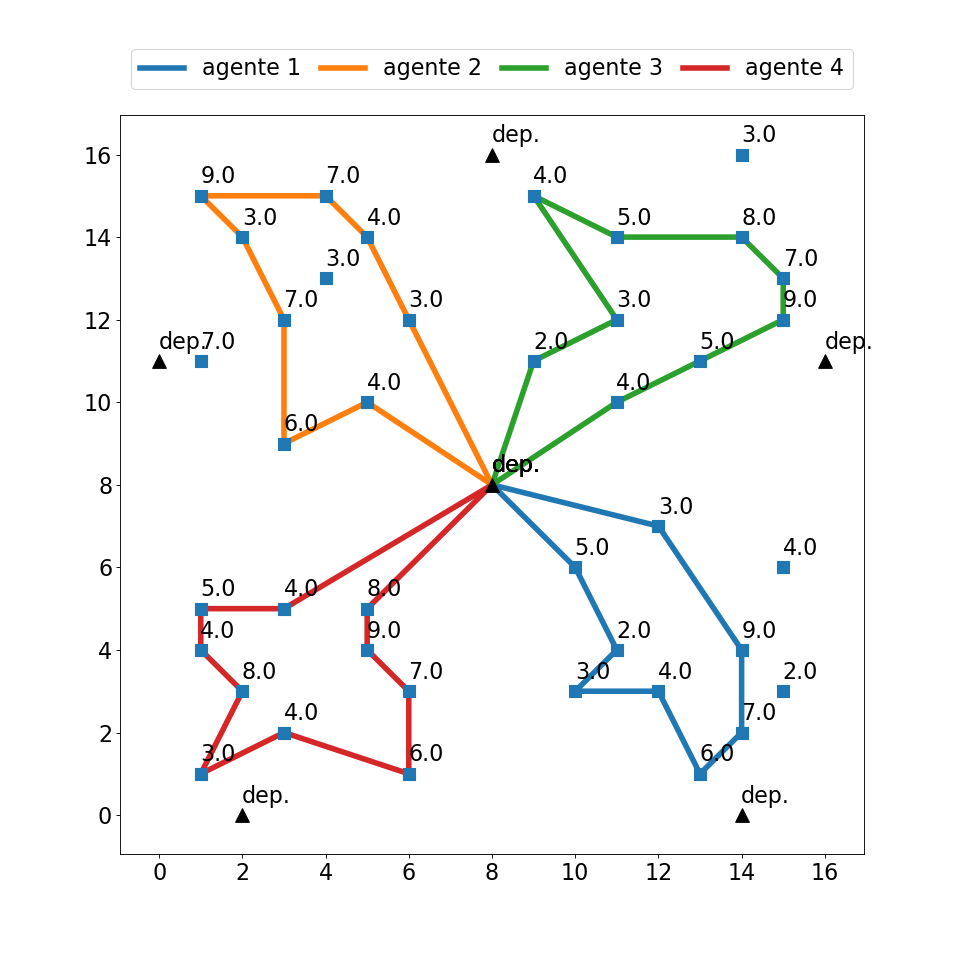 agente 1 agente 2 agente 3 agente 4
dep. 3.0
16
9.0 7.0 4.0
3.0 4.0 5.0 8.0
14
3.0 7.0
7.0 3.0 3.0 9.0
12
dep. 7.0 2.0 5.0 dep.
4.0 4.0
10
6.0
dep. dep.
8
3.0
5.0 4.0
6
5.0 4.0 8.0
4.0 9.0 2.0 9.0
4
8.0 7.0 3.0 4.0 2.0
4.0 7.0
2
3.0 6.0 6.0
dep. dep.
0
0 2 4 6 8 10 12 14 16